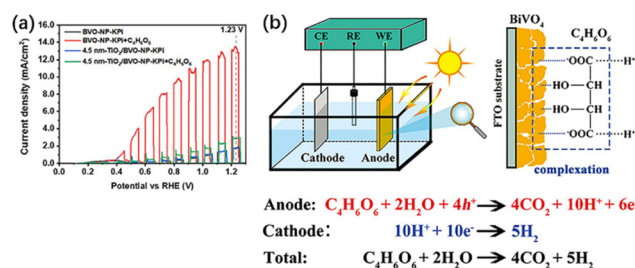 (a)
16.0
14.0
12.0
10.0
8.0
6.0
4.0
2.0
0.0
Current density (mA/cm²)
BVO-NP-KPi
BVO-NP-KPi+C₄H₆O₆
4.5 nm-TiO₂/BVO-NP-KPi
4.5 nm-TiO₂/BVO-NP-KPi+C₄H₆O₆
1.23 V
0.0 0.2 0.4 0.6 0.8 1.0 1.2
Potential vs RHE (V)
(b)
CE RE WE
Cathode Anode
BiVO₄
FTO substrate
C₄H₆O₆
OOC H⁺
HO CH
HO CH
OOC H⁺
complexation
Anode: C₄H₆O₆ + 2H₂O + 4h⁺ → 4CO₂ + 10H⁺ + 6e
Cathode: 10H⁺ + 10e⁻ → 5H₂
Total: C₄H₆O₆ + 2H₂O → 4CO₂ + 5H₂